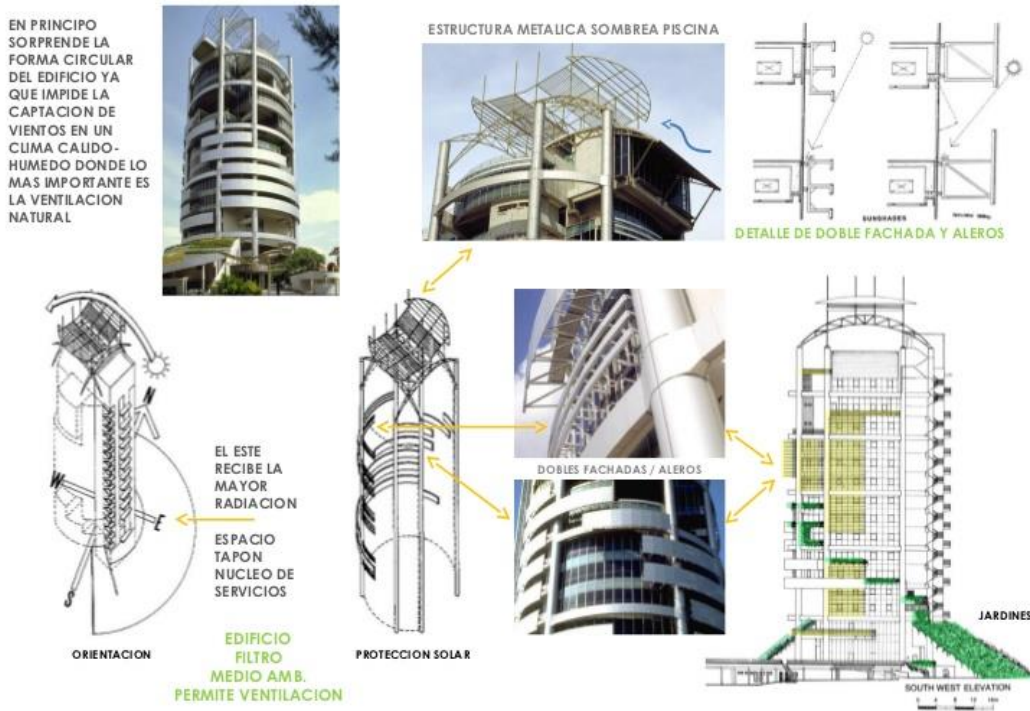 EN PRINCIPO
SORPRENDE LA
FORMA CIRCULAR
DEL EDIFICIO YA
QUE IMPIDE LA
CAPTACION DE
VIENTOS EN UN
CLIMA CALIDO-
HUMEDO DONDE LO
MAS IMPORTANTE ES
LA VENTILACION
NATURAL
ESTRUCTURA METALICA SOMBREA PISCINA
SUNSHADES
DETALLE DE DOBLE FACHADA Y ALEROS
N
W
E
S
EL ESTE
RECIBE LA
MAYOR
RADIACION
ESPACIO
TAPON
NUCLEO DE
SERVICIOS
ORIENTACION
EDIFICIO
FILTRO
MEDIO AMB.
PERMITE VENTILACION
PROTECCION SOLAR
DOBLES FACHADAS / ALEROS
JARDINES
SOUTH WEST ELEVATION